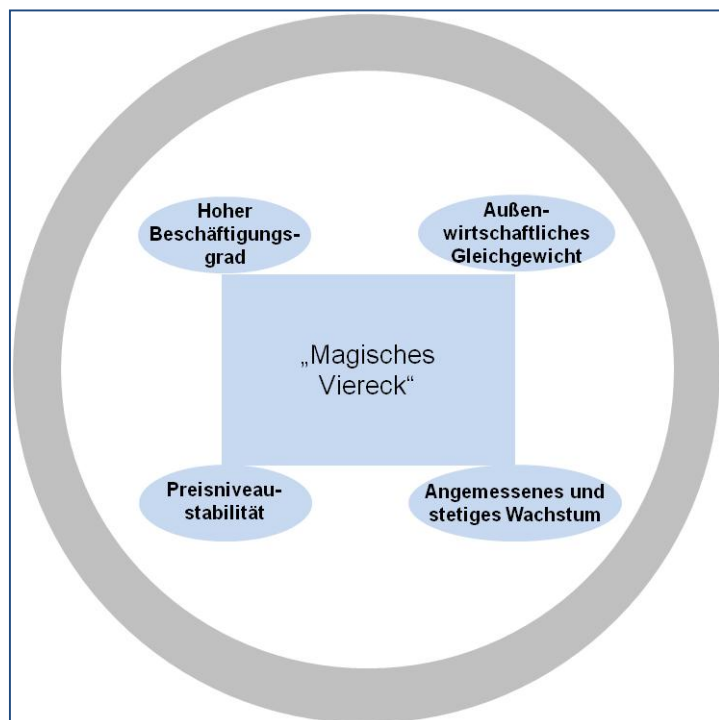 Hoher
Beschäftigungs-
grad
Außen-
wirtschaftliches
Gleichgewicht
„Magisches
Viereck“
Preisniveau-
stabilität
Angemessenes und
stetiges Wachstum